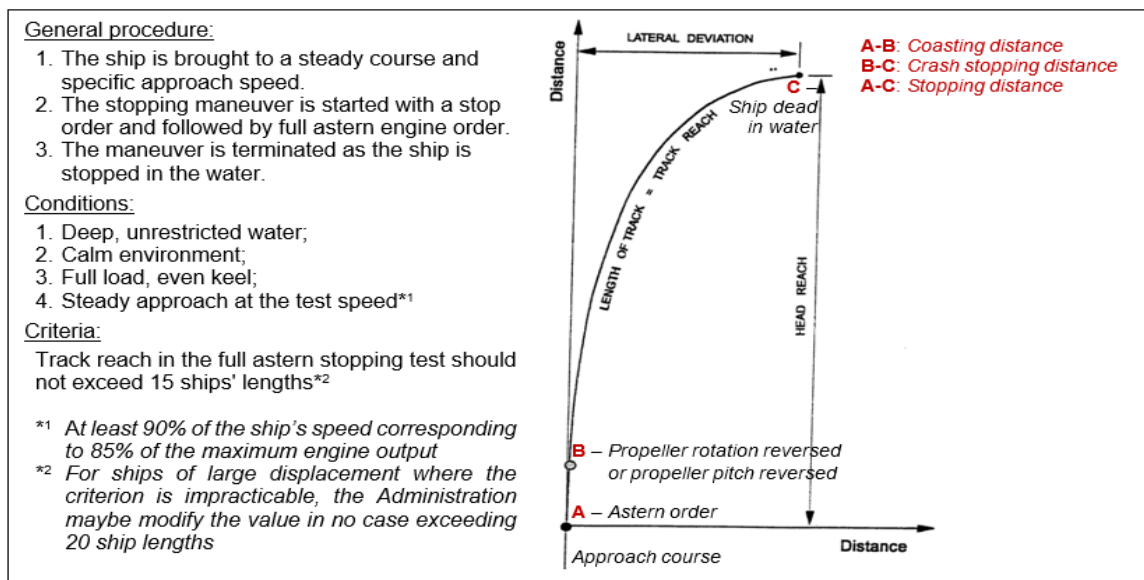 General procedure:
1. The ship is brought to a steady course and
specific approach speed.
2. The stopping maneuver is started with a stop
order and followed by full astern engine order.
3. The maneuver is terminated as the ship is
stopped in the water.
Conditions:
1. Deep, unrestricted water;
2. Calm environment;
3. Full load, even keel;
4. Steady approach at the test speed*1
Criteria:
Track reach in the full astern stopping test should
not exceed 15 ships' lengths*2
*1 At least 90% of the ship's speed corresponding
to 85% of the maximum engine output
*2 For ships of large displacement where the
criterion is impracticable, the Administration
maybe modify the value in no case exceeding
20 ship lengths
LATERAL DEVIATION
Distance
C –
Ship dead
in water
LENGTH OF TRACK = TRACK REACH
HEAD REACH
B – Propeller rotation reversed
or propeller pitch reversed
A – Astern order
Distance
Approach course
A-B: Coasting distance
B-C: Crash stopping distance
A-C: Stopping distance